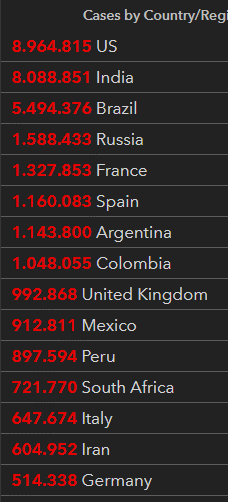 Cases by Country/Regi
8.964.815 US
8.088.851 India
5.494.376 Brazil
1.588.433 Russia
1.327.853 France
1.160.083 Spain
1.143.800 Argentina
1.048.055 Colombia
992.868 United Kingdom
912.811 Mexico
897.594 Peru
721.770 South Africa
647.674 Italy
604.952 Iran
514.338 Germany